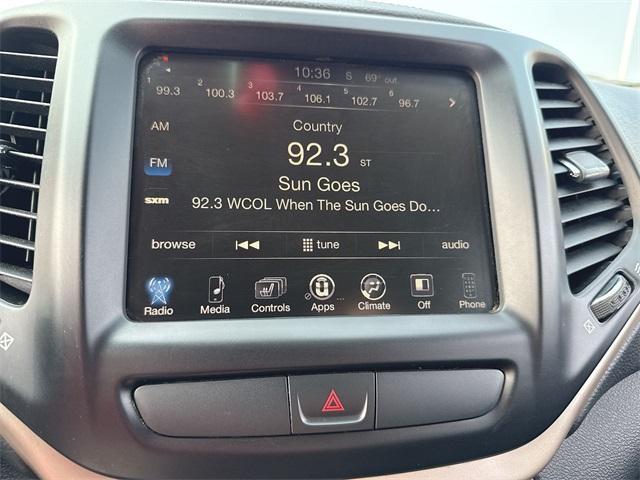 10:36 S 69° out
1 99.3 2 100.3 3 103.7 4 106.1 5 102.7 6 96.7
AM
Country
FM
92.3 ST
Sun Goes
sxm
92.3 WCOL When The Sun Goes Do...
browse tune audio
Radio Media Controls Apps Climate Off Phone